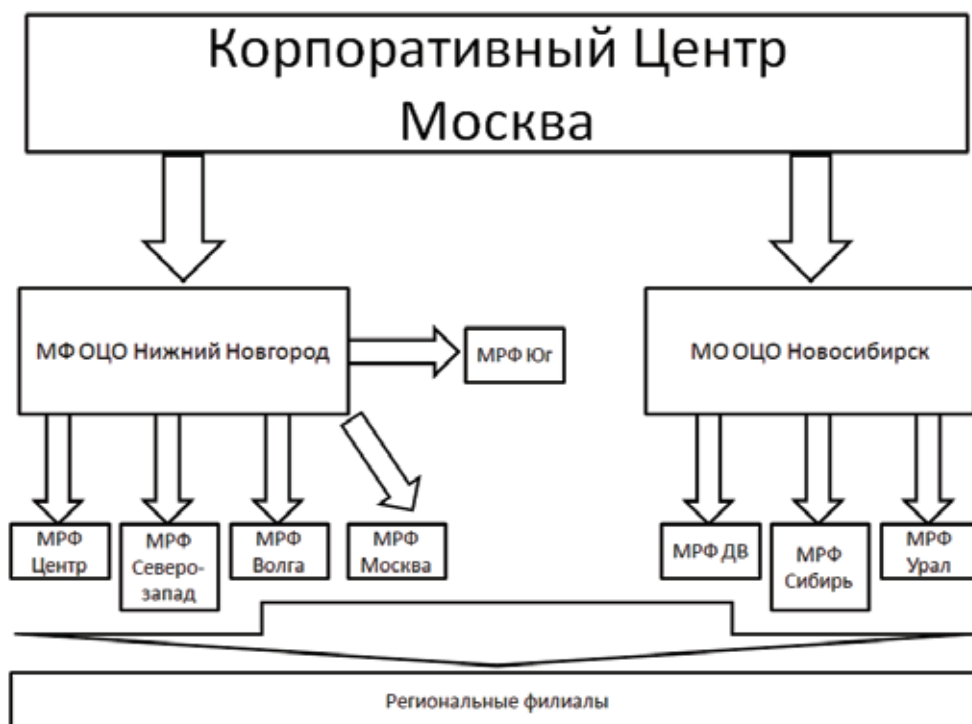 Корпоративный Центр
Москва
МФ ОЦО Нижний Новгород
МРФ Юг
МО ОЦО Новосибирск
МРФ
Центр
МРФ
Северо-
запад
МРФ
Волга
МРФ
Москва
МРФ ДВ
МРФ
Сибирь
МРФ
Урал
Региональные филиалы